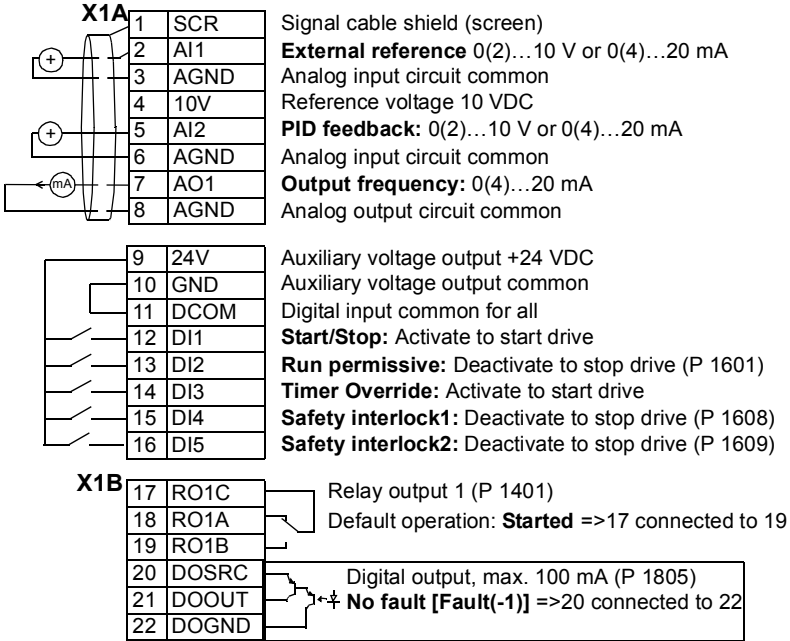 X1A
1 SCR Signal cable shield (screen)
2 AI1 External reference 0(2)…10 V or 0(4)…20 mA
3 AGND Analog input circuit common
4 10V Reference voltage 10 VDC
5 AI2 PID feedback: 0(2)…10 V or 0(4)…20 mA
6 AGND Analog input circuit common
mA 7 AO1 Output frequency: 0(4)…20 mA
8 AGND Analog output circuit common
9 24V Auxiliary voltage output +24 VDC
10 GND Auxiliary voltage output common
11 DCOM Digital input common for all
12 DI1 Start/Stop: Activate to start drive
13 DI2 Run permissive: Deactivate to stop drive (P 1601)
14 DI3 Timer Override: Activate to start drive
15 DI4 Safety interlock1: Deactivate to stop drive (P 1608)
16 DI5 Safety interlock2: Deactivate to stop drive (P 1609)
X1B
17 RO1C Relay output 1 (P 1401)
18 RO1A Default operation: Started =>17 connected to 19
19 RO1B
20 DOSRC Digital output, max. 100 mA (P 1805)
21 DOOUT No fault [Fault(-1)] =>20 connected to 22
22 DOGND